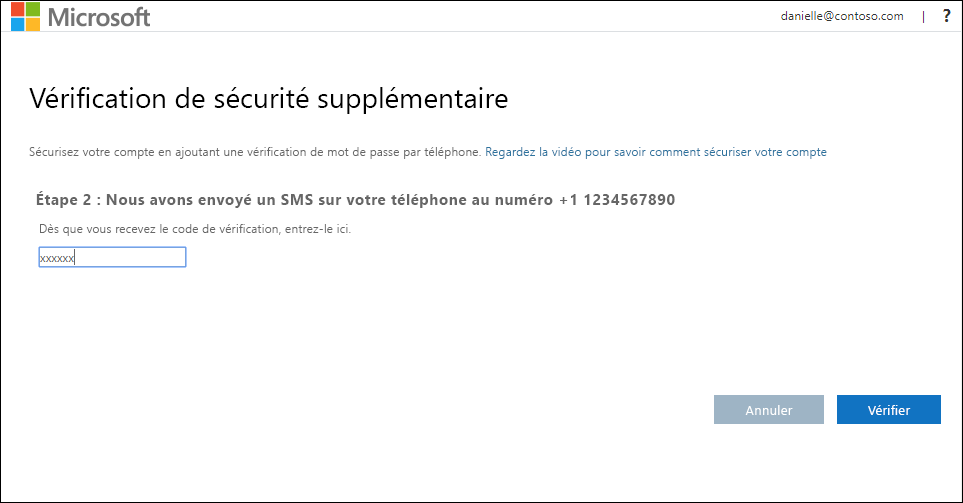 Microsoft
danielle@contoso.com | ?
Vérification de sécurité supplémentaire
Sécurisez votre compte en ajoutant une vérification de mot de passe par téléphone. Regardez la vidéo pour savoir comment sécuriser votre compte
Étape 2 : Nous avons envoyé un SMS sur votre téléphone au numéro +1 1234567890
Dès que vous recevez le code de vérification, entrez-le ici.
xxxxxx
Annuler
Vérifier